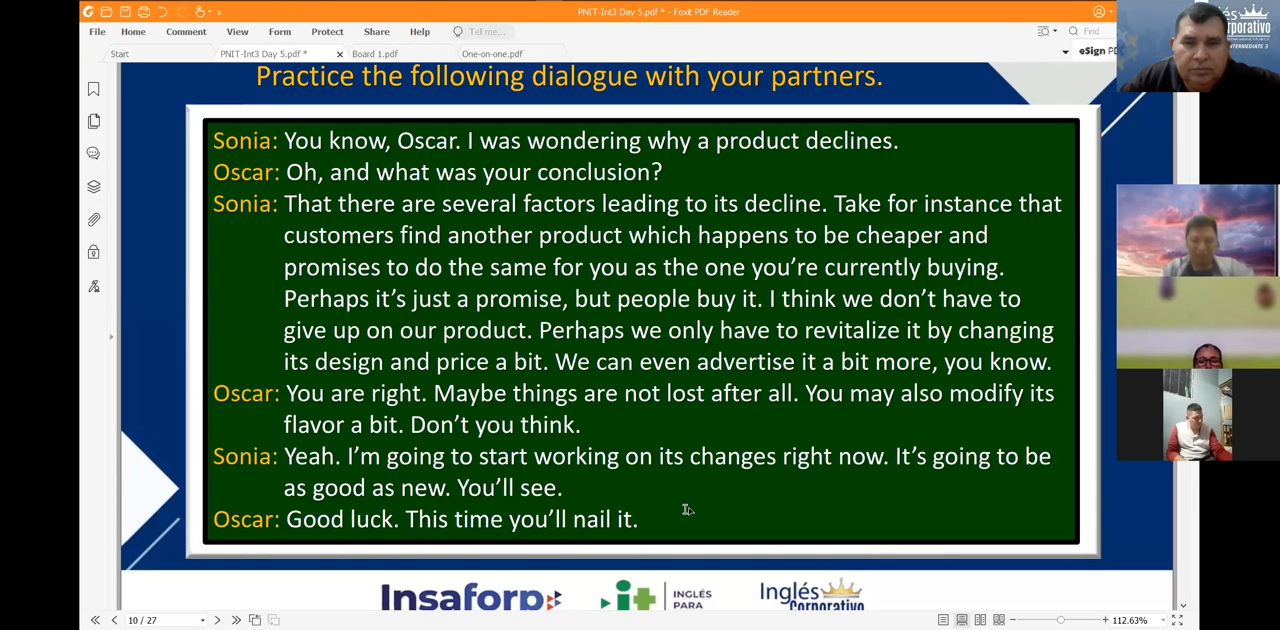 PNIT-Int3 Day 5.pdf * - Foxit PDF Reader
File Home Comment View Form Protect Share Help Tell me... Find
Start PNIT-Int3 Day 5.pdf * Board 1.pdf One-on-one.pdf eSign PD
Inglés
Corporativo
INTERMEDIATE 3
Practice the following dialogue with your partners.
Sonia: You know, Oscar. I was wondering why a product declines.
Oscar: Oh, and what was your conclusion?
Sonia: That there are several factors leading to its decline. Take for instance that
customers find another product which happens to be cheaper and
promises to do the same for you as the one you’re currently buying.
Perhaps it’s just a promise, but people buy it. I think we don’t have to
give up on our product. Perhaps we only have to revitalize it by changing
its design and price a bit. We can even advertise it a bit more, you know.
Oscar: You are right. Maybe things are not lost after all. You may also modify its
flavor a bit. Don’t you think.
Sonia: Yeah. I’m going to start working on its changes right now. It’s going to be
as good as new. You’ll see.
Oscar: Good luck. This time you’ll nail it.
Insaforp
it INGLÉS
PARA
Inglés
Corporativo
10 / 27 112.63%